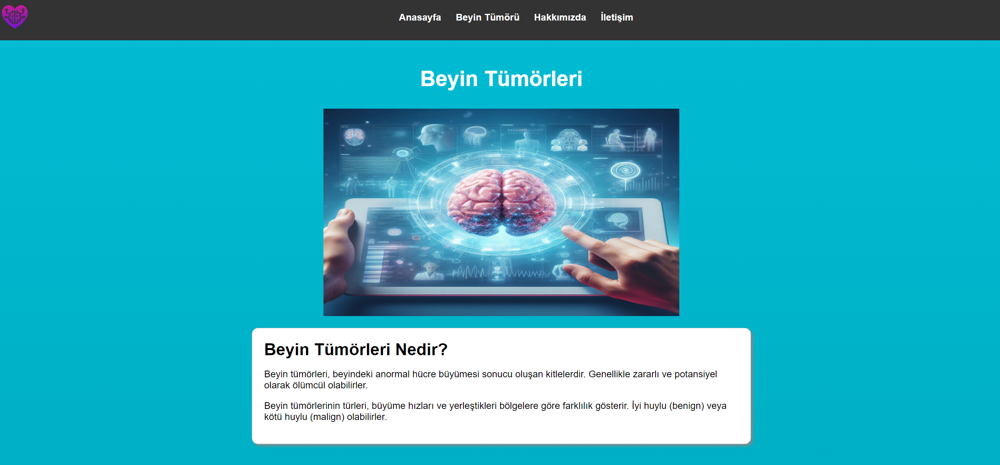 Anasayfa Beyin Tümörü Hakkımızda İletişim
Beyin Tümörleri
Beyin Tümörleri Nedir?
Beyin tümörleri, beyindeki anormal hücre büyümesi sonucu oluşan kitlelerdir. Genellikle zararlı ve potansiyel
olarak ölümcül olabilirler.
Beyin tümörlerinin türleri, büyüme hızları ve yerleştikleri bölgelere göre farklılık gösterir. İyi huylu (benign) veya
kötü huylu (malign) olabilirler.